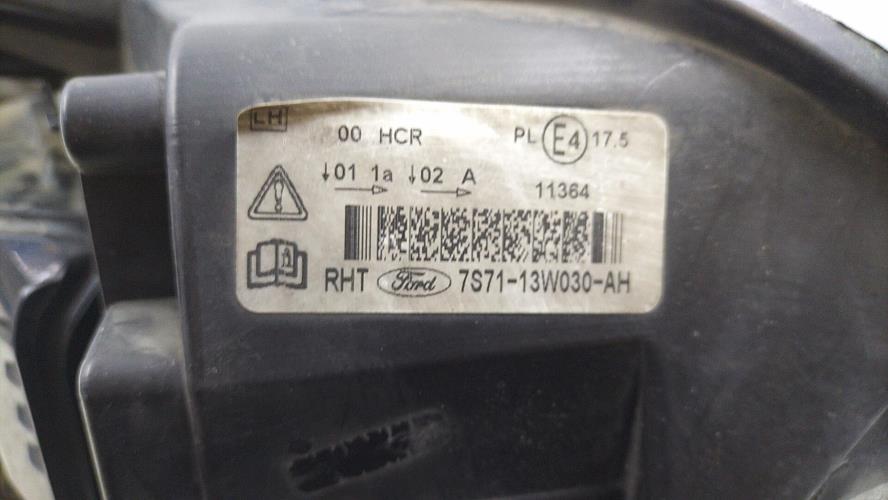 LH
00 HCR PL E4 17.5
↓01 1a ↓02 A 11364
RHT Ford 7S71-13W030-AH